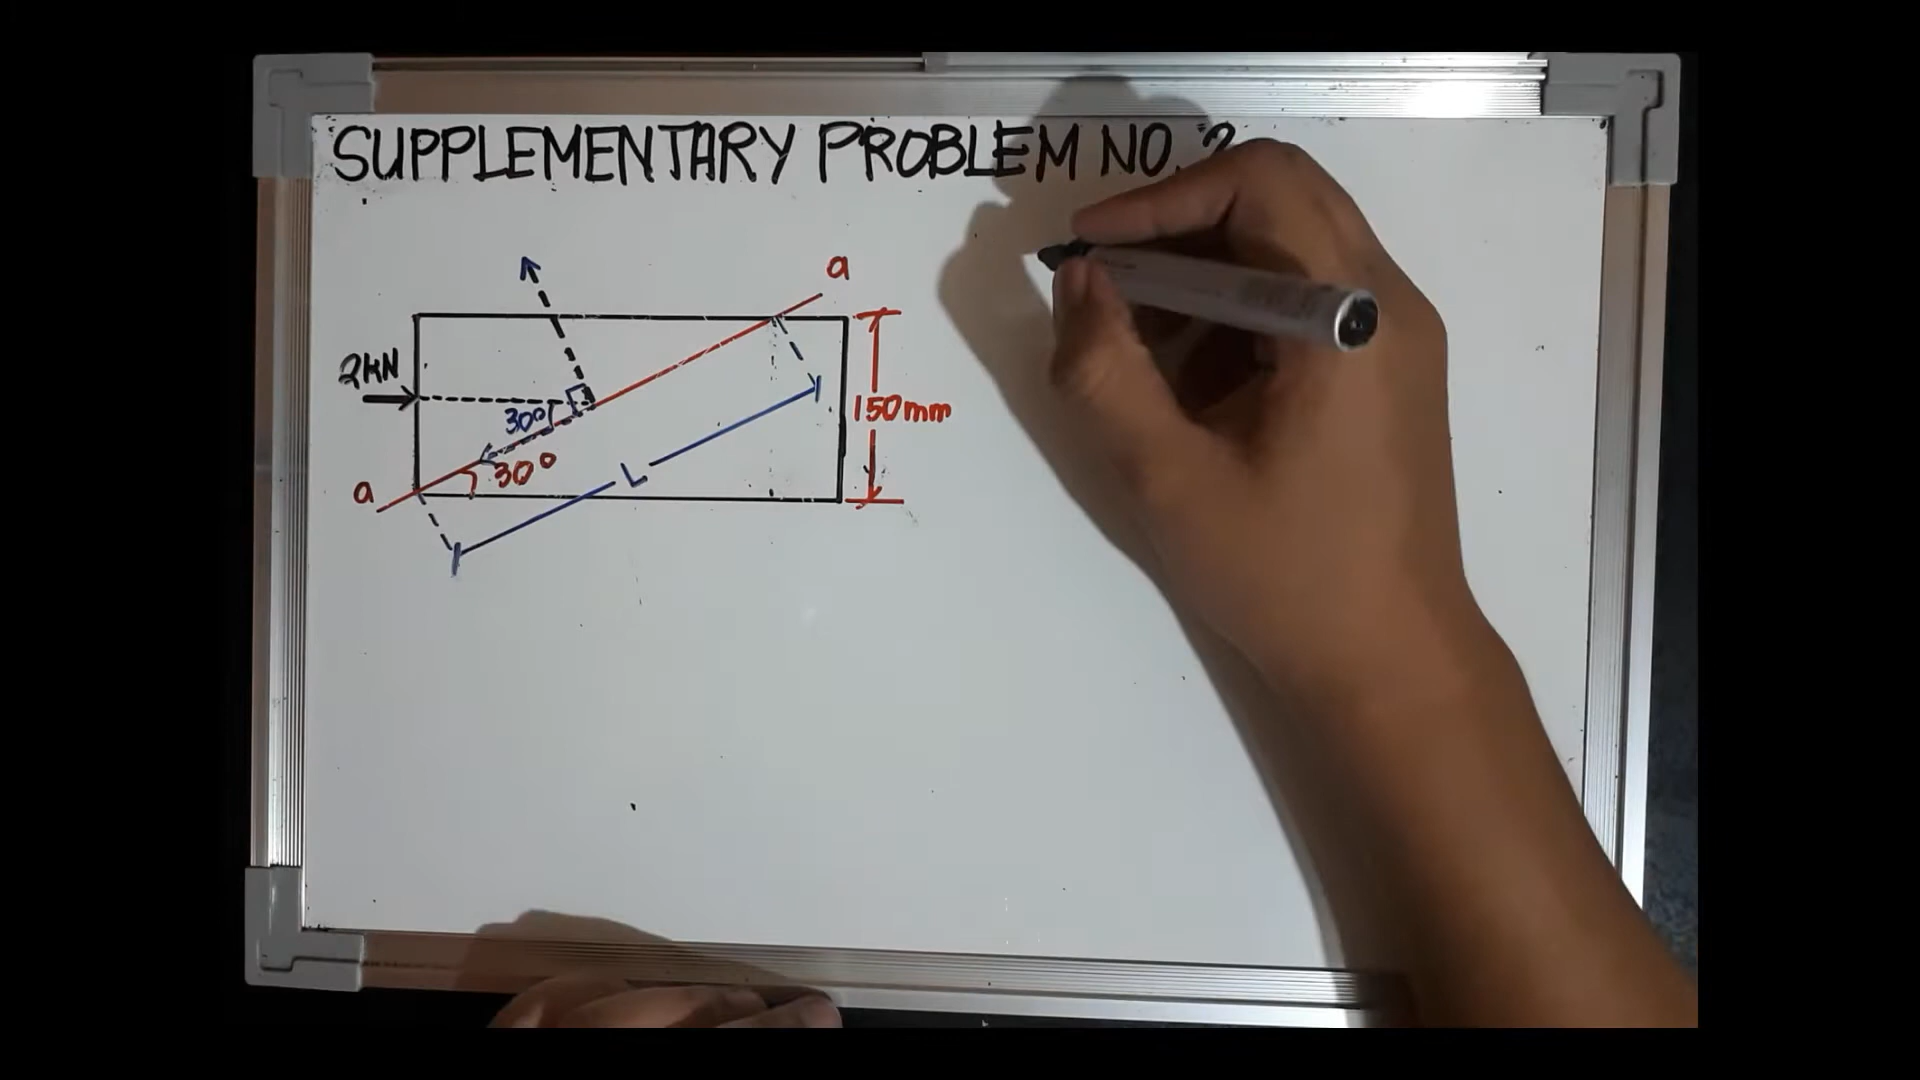 SUPPLEMENTARY PROBLEM NO. 2
a
2kN
150mm
30°
30°
L
a